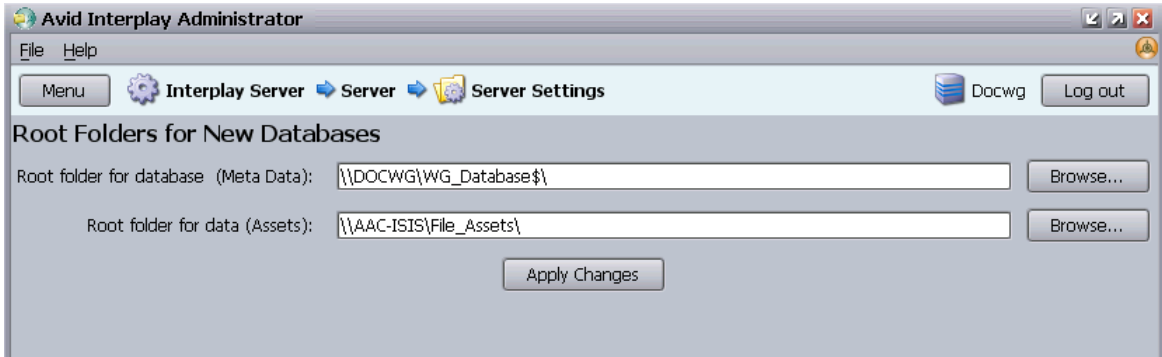 Avid Interplay Administrator
File Help
Menu Interplay Server Server Server Settings Docwg Log out
Root Folders for New Databases
Root folder for database (Meta Data): \\DOCWG\WG_Database$\ Browse...
Root folder for data (Assets): \\AAC-ISIS\File_Assets\ Browse...
Apply Changes